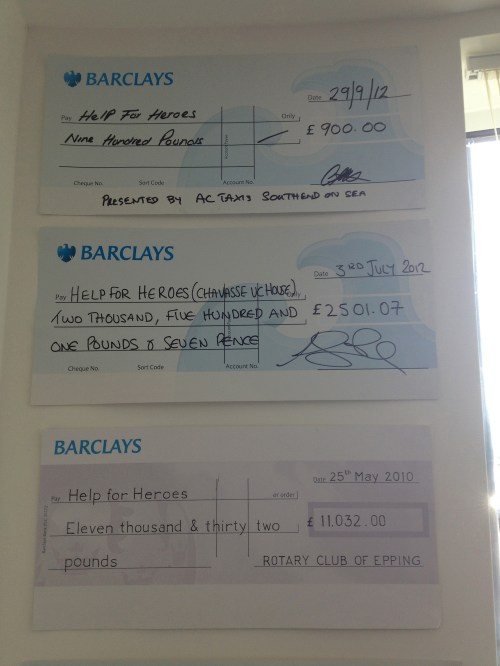 BARCLAYS
Date 29/9/12
Pay Help For Heroes Only
Nine Hundred Pounds £ 900.00
Cheque No. Sort Code Account No.
PRESENTED BY AC TAXIS SOUTHEND ON SEA
BARCLAYS
Date 3RD JULY 2012
Pay HELP FOR HEROES (CHAVASSE VC HOUSE) Only
TWO THOUSAND, FIVE HUNDRED AND £2501.07
ONE POUNDS & SEVEN PENCE
Cheque No. Sort Code Account No.
BARCLAYS
Date 25th May 2010
Pay Help for Heroes or order
Eleven thousand & thirty two £ 11,032.00
pounds ROTARY CLUB OF EPPING